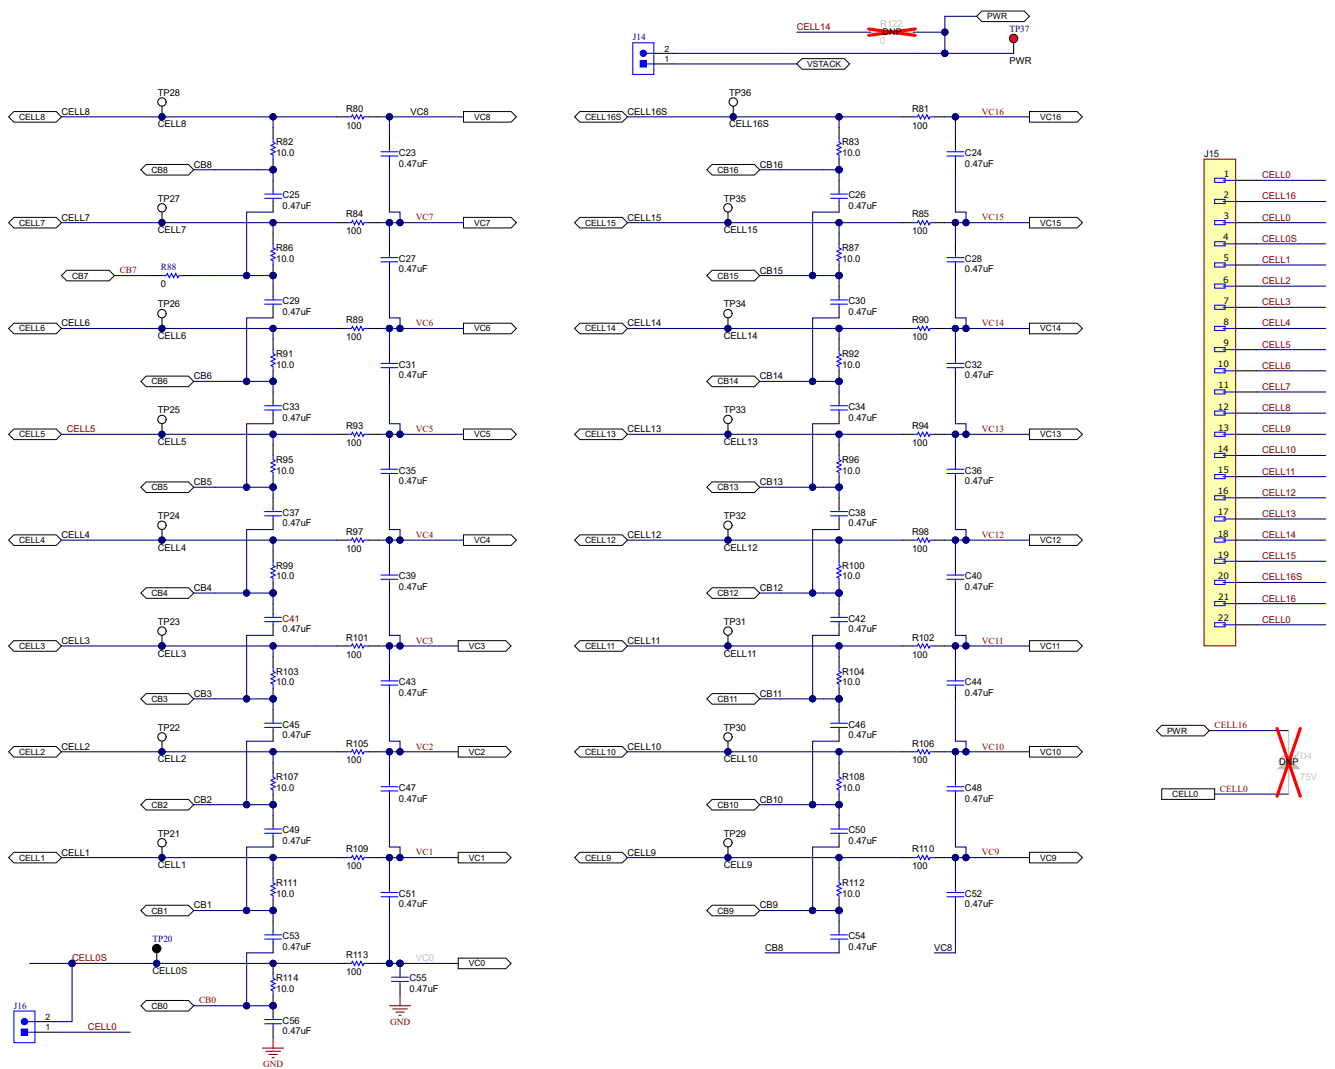 CELL14 R122 DNP 0 PWR TP37 PWR
J14 2 1 VSTACK
TP28
CELL8 CELL8 CELL8 R80 100 VC8 VC8
R82 10.0 C23 0.47uF
CB8 CB8
C25 0.47uF
TP27
CELL7 CELL7 CELL7 R84 100 VC7 VC7
R86 10.0 C27 0.47uF
CB7 CB7 R88 0
C29 0.47uF
TP26
CELL6 CELL6 CELL6 R89 100 VC6 VC6
R91 10.0 C31 0.47uF
CB6 CB6
C33 0.47uF
TP25
CELL5 CELL5 CELL5 R93 100 VC5 VC5
R95 10.0 C35 0.47uF
CB5 CB5
C37 0.47uF
TP24
CELL4 CELL4 CELL4 R97 100 VC4 VC4
R99 10.0 C39 0.47uF
CB4 CB4
C41 0.47uF
TP23
CELL3 CELL3 CELL3 R101 100 VC3 VC3
R103 10.0 C43 0.47uF
CB3 CB3
C45 0.47uF
TP22
CELL2 CELL2 CELL2 R105 100 VC2 VC2
R107 10.0 C47 0.47uF
CB2 CB2
C49 0.47uF
TP21
CELL1 CELL1 CELL1 R109 100 VC1 VC1
R111 10.0 C51 0.47uF
CB1 CB1
C53 0.47uF
TP20
CELL0S CELL0S R113 100 VC0 VC0
R114 10.0 C55 0.47uF
CB0 CB0 GND
J16 2 1 CELL0
C56 0.47uF
GND
TP36
CELL16S CELL16S CELL16S R81 100 VC16 VC16
R83 10.0 C24 0.47uF
CB16 CB16
C26 0.47uF
TP35
CELL15 CELL15 CELL15 R85 100 VC15 VC15
R87 10.0 C28 0.47uF
CB15 CB15
C30 0.47uF
TP34
CELL14 CELL14 CELL14 R90 100 VC14 VC14
R92 10.0 C32 0.47uF
CB14 CB14
C34 0.47uF
TP33
CELL13 CELL13 CELL13 R94 100 VC13 VC13
R96 10.0 C36 0.47uF
CB13 CB13
C38 0.47uF
TP32
CELL12 CELL12 CELL12 R98 100 VC12 VC12
R100 10.0 C40 0.47uF
CB12 CB12
C42 0.47uF
TP31
CELL11 CELL11 CELL11 R102 100 VC11 VC11
R104 10.0 C44 0.47uF
CB11 CB11
C46 0.47uF
TP30
CELL10 CELL10 CELL10 R106 100 VC10 VC10
R108 10.0 C48 0.47uF
CB10 CB10
C50 0.47uF
TP29
CELL9 CELL9 CELL9 R110 100 VC9 VC9
R112 10.0 C52 0.47uF
CB9 CB9
C54 0.47uF
CB8 VC8
J15
1 CELL0
2 CELL16
3 CELL0
4 CELL0S
5 CELL1
6 CELL2
7 CELL3
8 CELL4
9 CELL5
10 CELL6
11 CELL7
12 CELL8
13 CELL9
14 CELL10
15 CELL11
16 CELL12
17 CELL13
18 CELL14
19 CELL15
20 CELL16S
21 CELL16
22 CELL0
PWR CELL16
DNP D4
75V
CELL0 CELL0